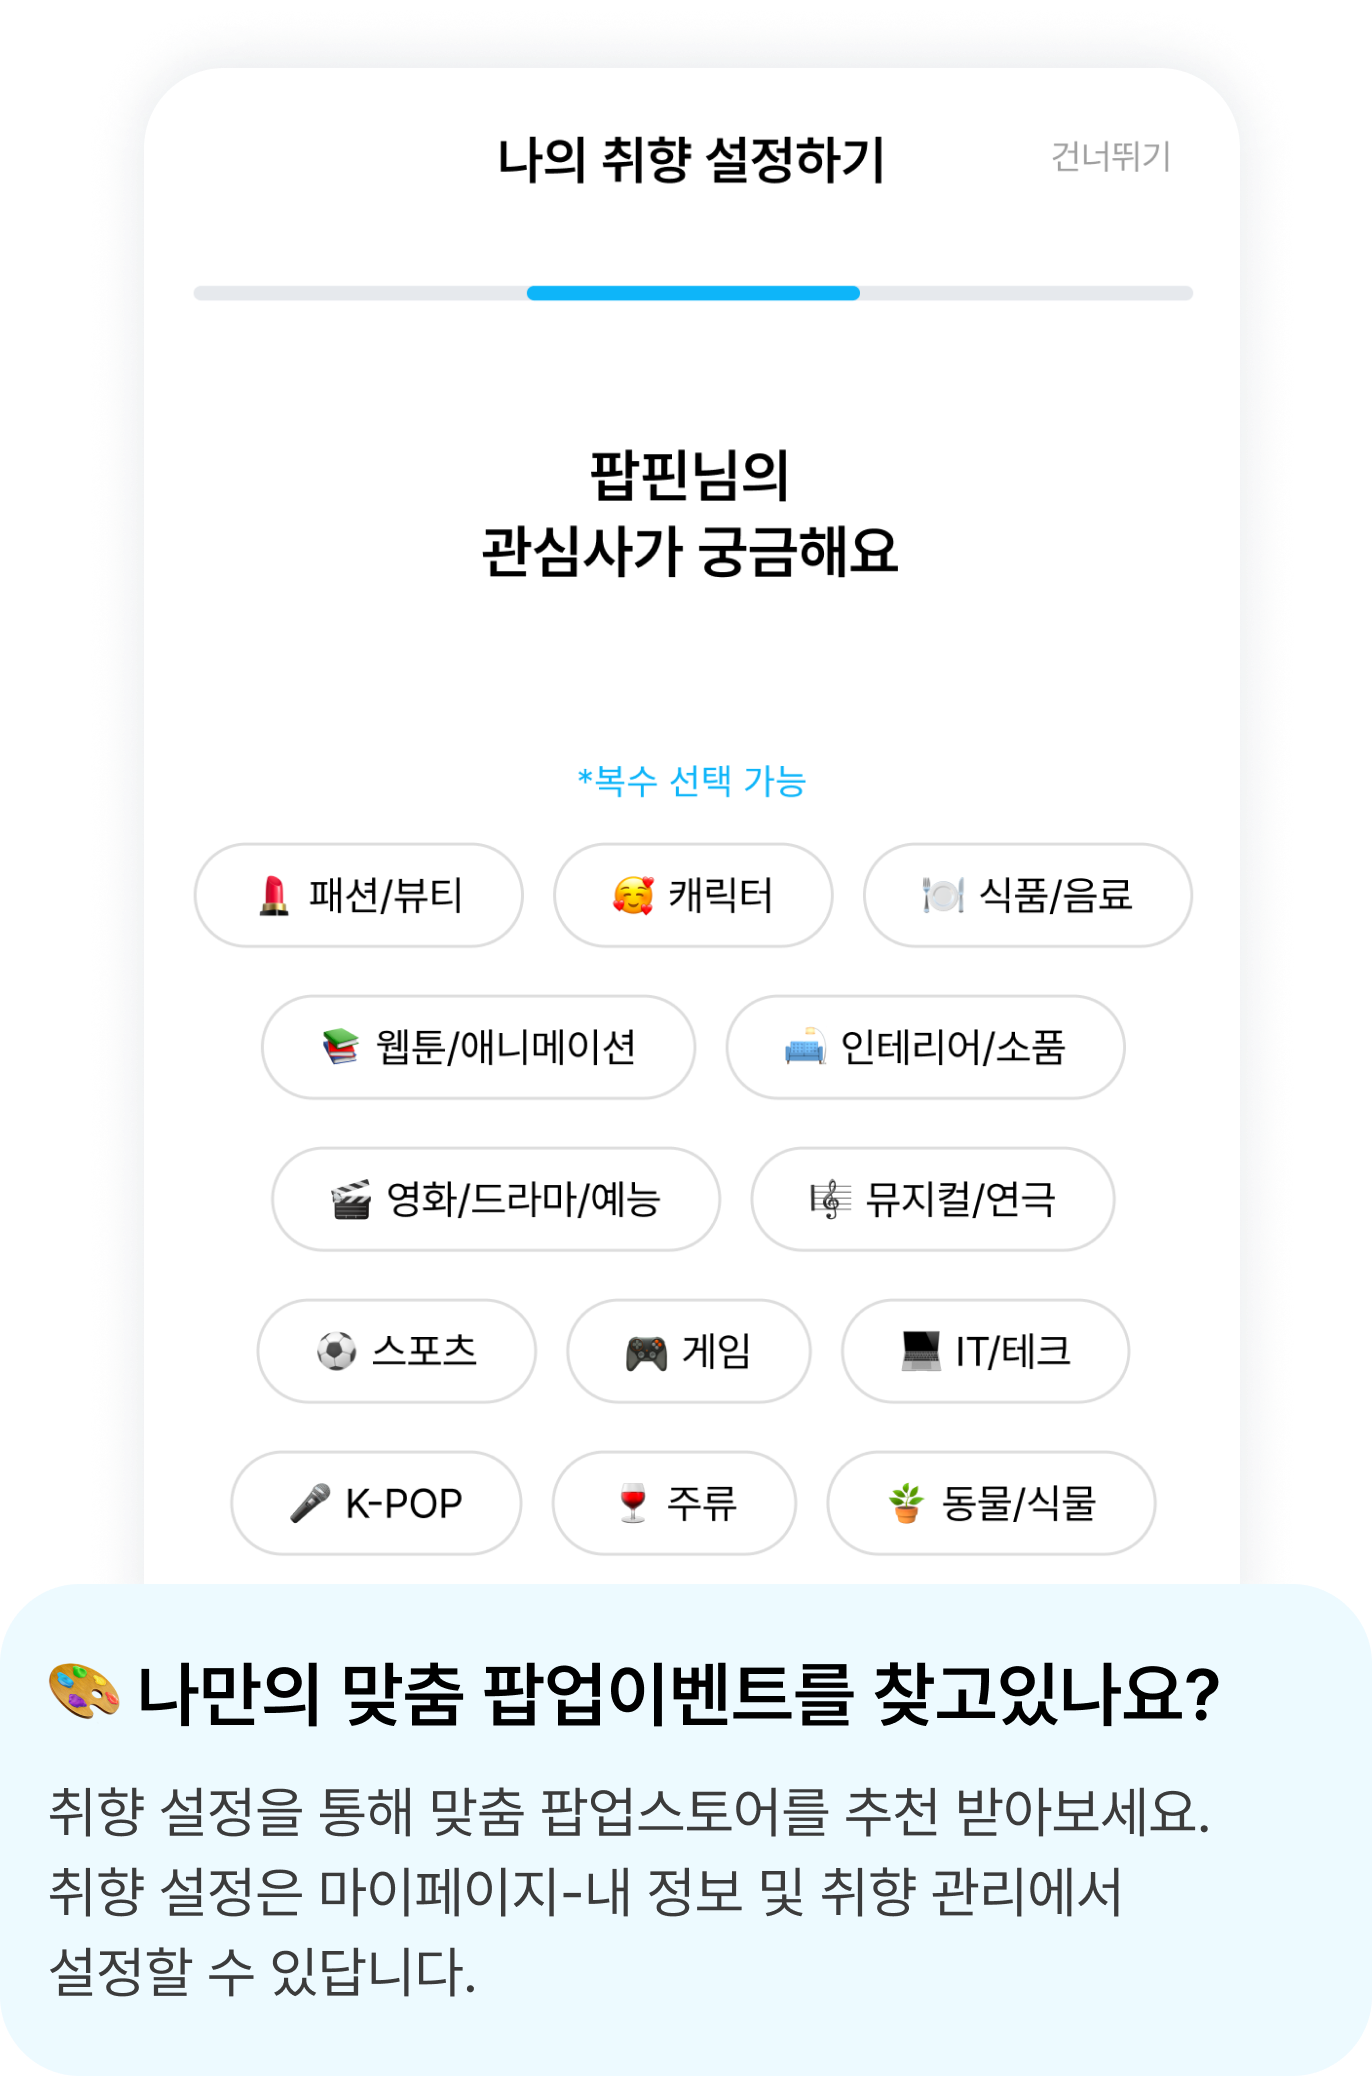 나의 취향 설정하기
건너뛰기
팝핀님의
관심사가 궁금해요
*복수 선택 가능
패션/뷰티
캐릭터
식품/음료
웹툰/애니메이션
인테리어/소품
영화/드라마/예능
뮤지컬/연극
스포츠
게임
IT/테크
K-POP
주류
동물/식물
나만의 맞춤 팝업이벤트를 찾고있나요?
취향 설정을 통해 맞춤 팝업스토어를 추천 받아보세요.
취향 설정은 마이페이지-내 정보 및 취향 관리에서
설정할 수 있답니다.